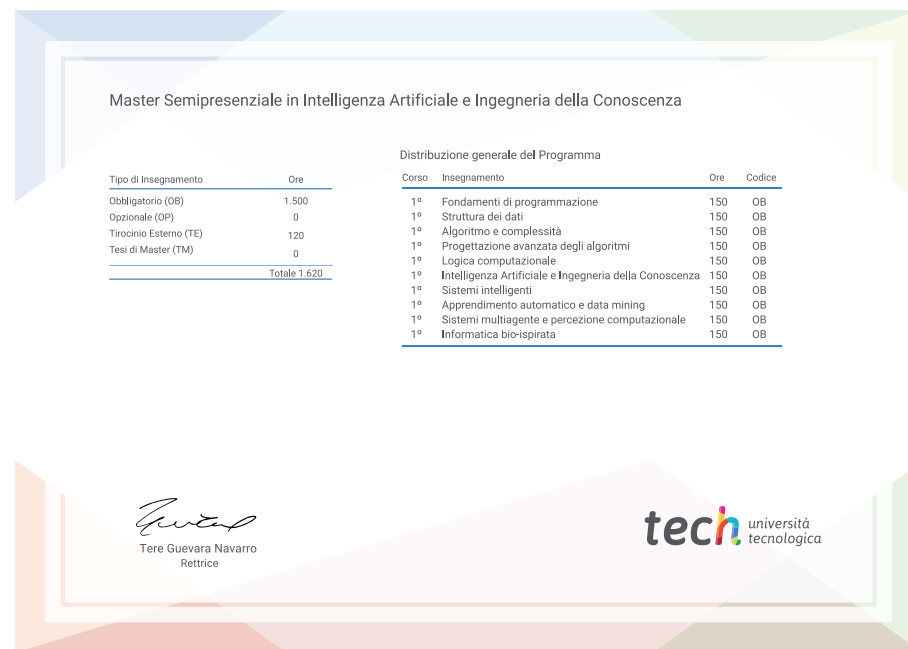 Master Semipresenziale in Intelligenza Artificiale e Ingegneria della Conoscenza
Tipo di Insegnamento Ore
Obbligatorio (OB) 1.500
Opzionale (OP) 0
Tirocinio Esterno (TE) 120
Tesi di Master (TM) 0
Totale 1.620
Distribuzione generale del Programma
Corso Insegnamento Ore Codice
1º Fondamenti di programmazione 150 OB
1º Struttura dei dati 150 OB
1º Algoritmo e complessità 150 OB
1º Progettazione avanzata degli algoritmi 150 OB
1º Logica computazionale 150 OB
1º Intelligenza Artificiale e Ingegneria della Conoscenza 150 OB
1º Sistemi intelligenti 150 OB
1º Apprendimento automatico e data mining 150 OB
1º Sistemi multiagente e percezione computazionale 150 OB
1º Informatica bio-ispirata 150 OB
Tere Guevara Navarro
Rettrice
tech università
tecnologica